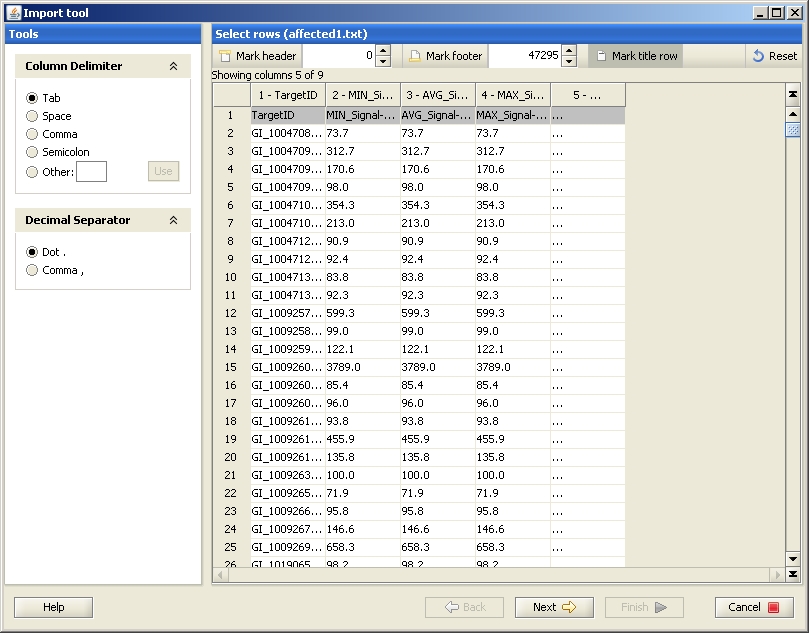 Import tool
Tools
Column Delimiter
Tab
Space
Comma
Semicolon
Other:
Use
Decimal Separator
Dot .
Comma ,
Select rows (affected1.txt)
Mark header 0 Mark footer 47295 Mark title row Reset
Showing columns 5 of 9
1 - TargetID 2 - MIN_Si... 3 - AVG_Si... 4 - MAX_Si... 5 - ...
1 TargetID MIN_Signal-... AVG_Signal-... MAX_Signal-... ...
2 GI_1004708... 73.7 73.7 73.7 ...
3 GI_1004709... 312.7 312.7 312.7 ...
4 GI_1004709... 170.6 170.6 170.6 ...
5 GI_1004709... 98.0 98.0 98.0 ...
6 GI_1004710... 354.3 354.3 354.3 ...
7 GI_1004710... 213.0 213.0 213.0 ...
8 GI_1004712... 90.9 90.9 90.9 ...
9 GI_1004712... 92.4 92.4 92.4 ...
10 GI_1004713... 83.8 83.8 83.8 ...
11 GI_1004713... 92.3 92.3 92.3 ...
12 GI_1009257... 599.3 599.3 599.3 ...
13 GI_1009258... 99.0 99.0 99.0 ...
14 GI_1009259... 122.1 122.1 122.1 ...
15 GI_1009260... 3789.0 3789.0 3789.0 ...
16 GI_1009260... 85.4 85.4 85.4 ...
17 GI_1009260... 96.0 96.0 96.0 ...
18 GI_1009261... 93.8 93.8 93.8 ...
19 GI_1009261... 455.9 455.9 455.9 ...
20 GI_1009261... 135.8 135.8 135.8 ...
21 GI_1009263... 100.0 100.0 100.0 ...
22 GI_1009265... 71.9 71.9 71.9 ...
23 GI_1009266... 95.8 95.8 95.8 ...
24 GI_1009267... 146.6 146.6 146.6 ...
25 GI_1009269... 658.3 658.3 658.3 ...
26 GI_1019065... 98.2 98.2 98.2 ...
Help Back Next Finish Cancel